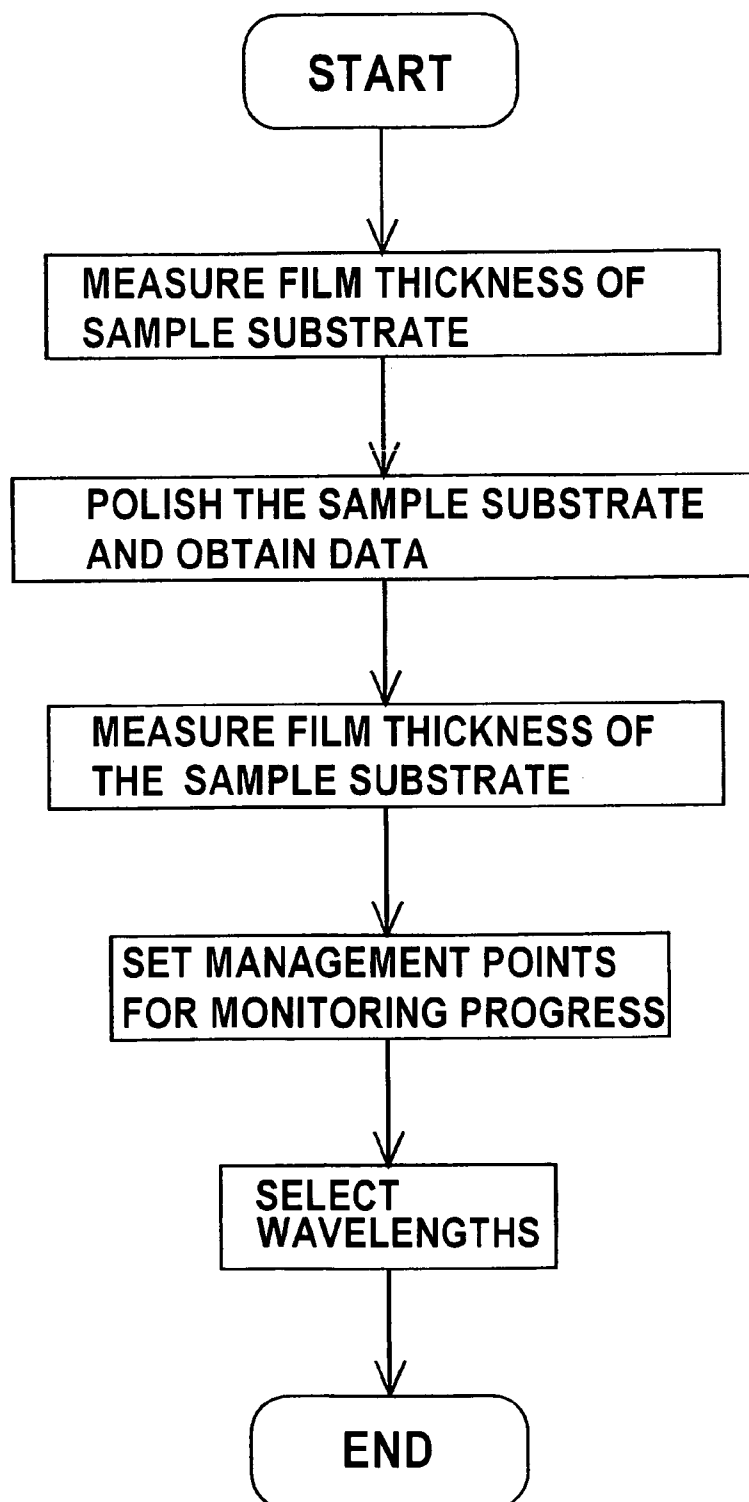 START
MEASURE FILM THICKNESS OF
SAMPLE SUBSTRATE
POLISH THE SAMPLE SUBSTRATE
AND OBTAIN DATA
MEASURE FILM THICKNESS OF
THE SAMPLE SUBSTRATE
SET MANAGEMENT POINTS
FOR MONITORING PROGRESS
SELECT
WAVELENGTHS
END